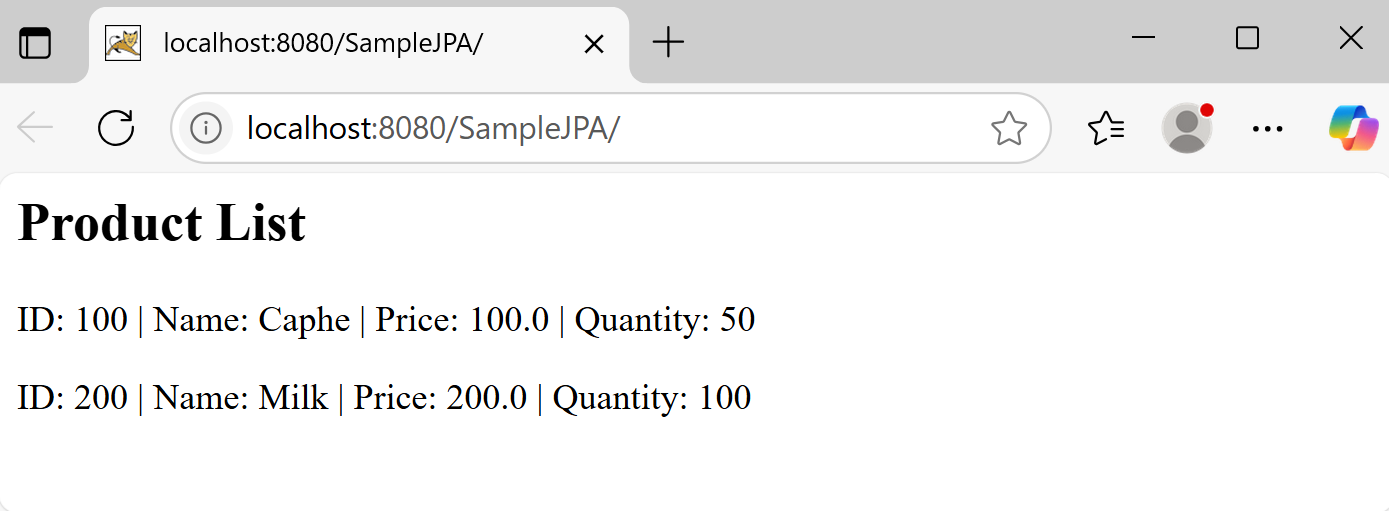 localhost:8080/SampleJPA/
localhost:8080/SampleJPA/
Product List
ID: 100 | Name: Caphe | Price: 100.0 | Quantity: 50
ID: 200 | Name: Milk | Price: 200.0 | Quantity: 100